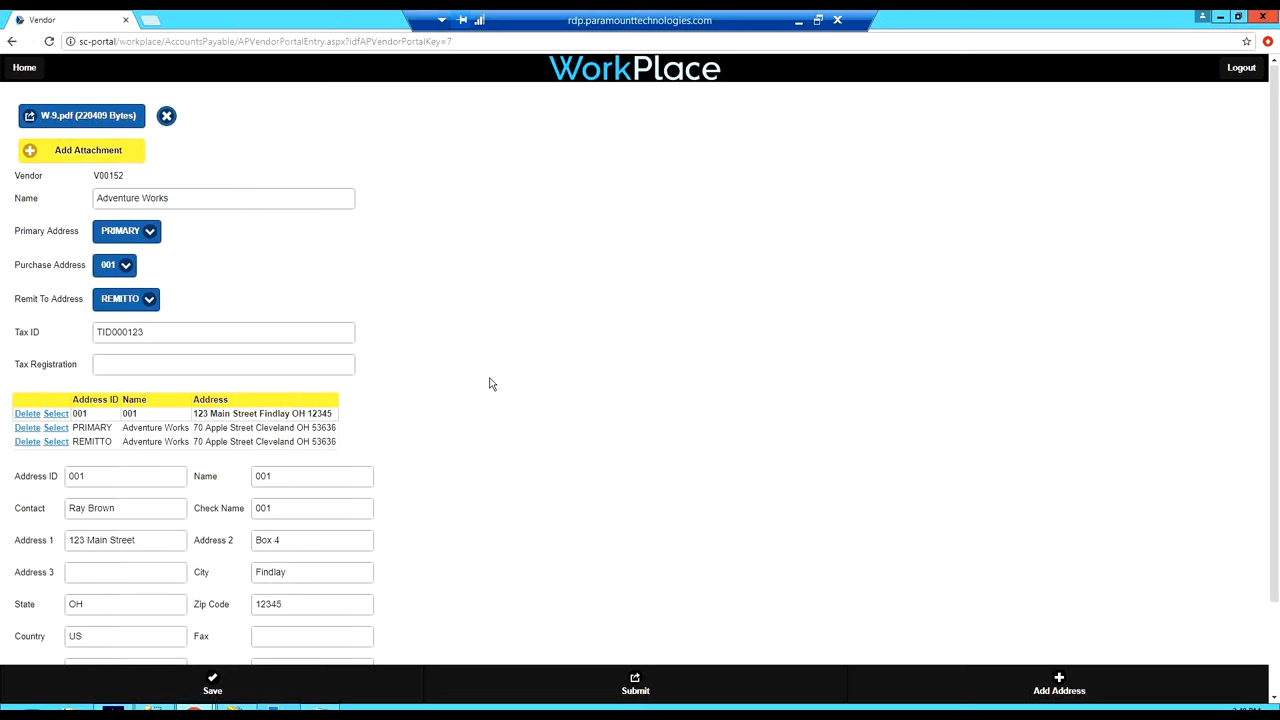 Vendor
rdp.paramounttechnologies.com
sc-portal/workplace/AccountsPayable/APVendorPortalEntry.aspx?idfAPVendorPortalKey=7
Home
WorkPlace
Logout
W-9.pdf (220409 Bytes)
Add Attachment
Vendor V00152
Name Adventure Works
Primary Address PRIMARY
Purchase Address 001
Remit To Address REMITTO
Tax ID TID000123
Tax Registration
Address ID Name Address
Delete Select 001 001 123 Main Street Findlay OH 12345
Delete Select PRIMARY Adventure Works 70 Apple Street Cleveland OH 53636
Delete Select REMITTO Adventure Works 70 Apple Street Cleveland OH 53636
Address ID 001 Name 001
Contact Ray Brown Check Name 001
Address 1 123 Main Street Address 2 Box 4
Address 3 City Findlay
State OH Zip Code 12345
Country US Fax
Save
Submit
Add Address